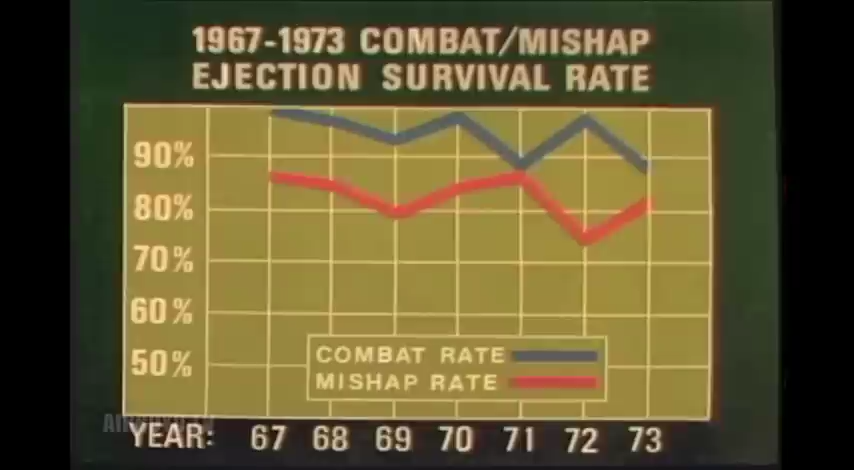 1967-1973 COMBAT/MISHAP
EJECTION SURVIVAL RATE
90%
80%
70%
60%
50%
COMBAT RATE
MISHAP RATE
YEAR: 67 68 69 70 71 72 73